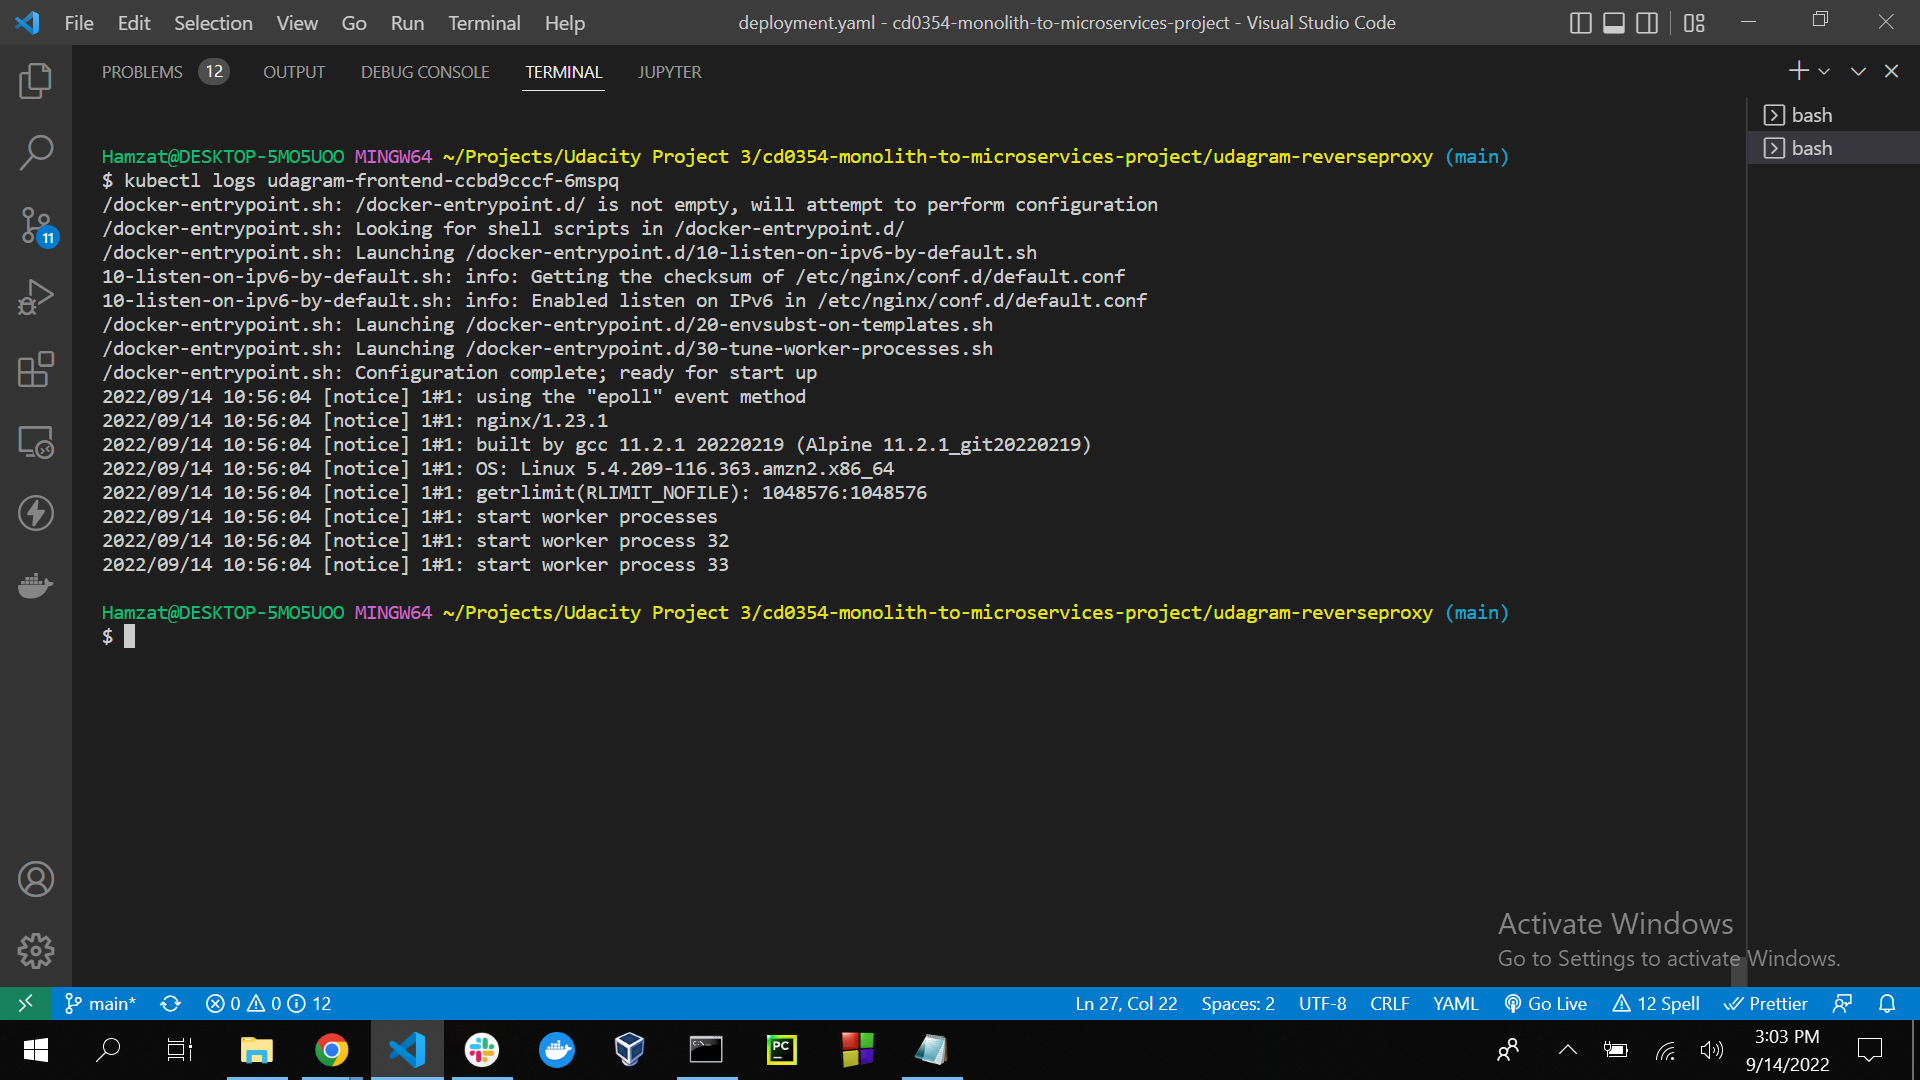 File Edit Selection View Go Run Terminal Help
deployment.yaml - cd0354-monolith-to-microservices-project - Visual Studio Code
PROBLEMS 12 OUTPUT DEBUG CONSOLE TERMINAL JUPYTER
bash
bash
Hamzat@DESKTOP-5MO5UOO MINGW64 ~/Projects/Udacity Project 3/cd0354-monolith-to-microservices-project/udagram-reverseproxy (main)
$ kubectl logs udagram-frontend-ccbd9cccf-6mspq
/docker-entrypoint.sh: /docker-entrypoint.d/ is not empty, will attempt to perform configuration
/docker-entrypoint.sh: Looking for shell scripts in /docker-entrypoint.d/
/docker-entrypoint.sh: Launching /docker-entrypoint.d/10-listen-on-ipv6-by-default.sh
10-listen-on-ipv6-by-default.sh: info: Getting the checksum of /etc/nginx/conf.d/default.conf
10-listen-on-ipv6-by-default.sh: info: Enabled listen on IPv6 in /etc/nginx/conf.d/default.conf
/docker-entrypoint.sh: Launching /docker-entrypoint.d/20-envsubst-on-templates.sh
/docker-entrypoint.sh: Launching /docker-entrypoint.d/30-tune-worker-processes.sh
/docker-entrypoint.sh: Configuration complete; ready for start up
2022/09/14 10:56:04 [notice] 1#1: using the "epoll" event method
2022/09/14 10:56:04 [notice] 1#1: nginx/1.23.1
2022/09/14 10:56:04 [notice] 1#1: built by gcc 11.2.1 20220219 (Alpine 11.2.1_git20220219)
2022/09/14 10:56:04 [notice] 1#1: OS: Linux 5.4.209-116.363.amzn2.x86_64
2022/09/14 10:56:04 [notice] 1#1: getrlimit(RLIMIT_NOFILE): 1048576:1048576
2022/09/14 10:56:04 [notice] 1#1: start worker processes
2022/09/14 10:56:04 [notice] 1#1: start worker process 32
2022/09/14 10:56:04 [notice] 1#1: start worker process 33
Hamzat@DESKTOP-5MO5UOO MINGW64 ~/Projects/Udacity Project 3/cd0354-monolith-to-microservices-project/udagram-reverseproxy (main)
$
11
Activate Windows
Go to Settings to activate Windows.
main* 0 0 12 Ln 27, Col 22 Spaces: 2 UTF-8 CRLF YAML Go Live 12 Spell Prettier
PC
3:03 PM
9/14/2022